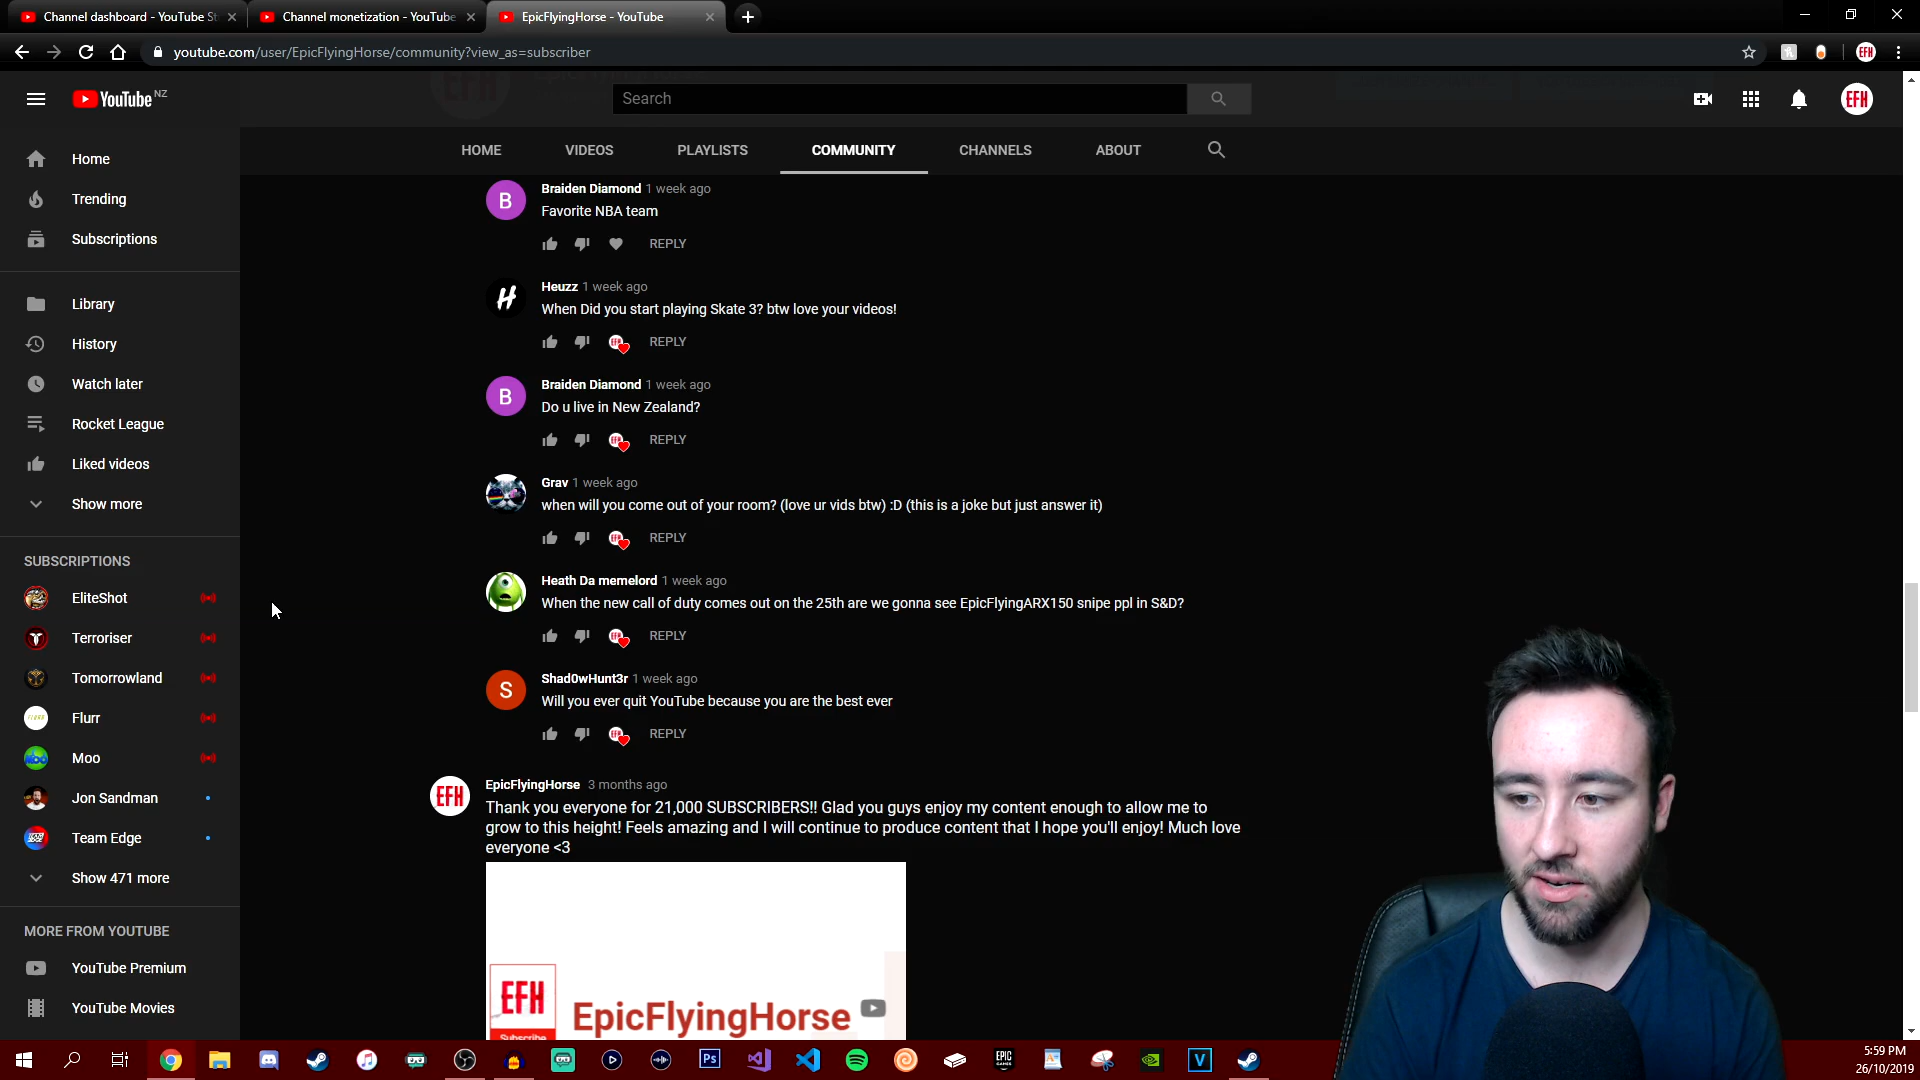 Channel dashboard - YouTube St
Channel monetization - YouTube
EpicFlyingHorse - YouTube
youtube.com/user/EpicFlyingHorse/community?view_as=subscriber
EFH
YouTube NZ
Search
EFH
HOME
VIDEOS
PLAYLISTS
COMMUNITY
CHANNELS
ABOUT
Home
Trending
Subscriptions
Library
History
Watch later
Rocket League
Liked videos
Show more
SUBSCRIPTIONS
EliteShot
Terroriser
Tomorrowland
Flurr
Moo
Jon Sandman
Team Edge
Show 471 more
MORE FROM YOUTUBE
YouTube Premium
YouTube Movies
B
Braiden Diamond 1 week ago
Favorite NBA team
REPLY
H
Heuzz 1 week ago
When Did you start playing Skate 3? btw love your videos!
REPLY
B
Braiden Diamond 1 week ago
Do u live in New Zealand?
REPLY
Grav 1 week ago
when will you come out of your room? (love ur vids btw) :D (this is a joke but just answer it)
REPLY
Heath Da memelord 1 week ago
When the new call of duty comes out on the 25th are we gonna see EpicFlyingARX150 snipe ppl in S&D?
REPLY
S
Shad0wHunt3r 1 week ago
Will you ever quit YouTube because you are the best ever
REPLY
EFH
EpicFlyingHorse 3 months ago
Thank you everyone for 21,000 SUBSCRIBERS!! Glad you guys enjoy my content enough to allow me to
grow to this height! Feels amazing and I will continue to produce content that I hope you'll enjoy! Much love
everyone <3
EFH
Subscribe
EpicFlyingHorse
Ps
EPIC
GAMES
V
5:59 PM
26/10/2019